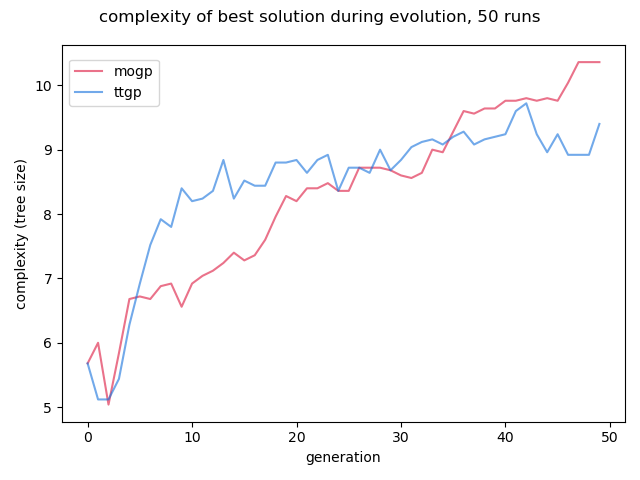 complexity of best solution during evolution, 50 runs
mogp
ttgp
complexity (tree size)
10
9
8
7
6
5
0 10 20 30 40 50
generation